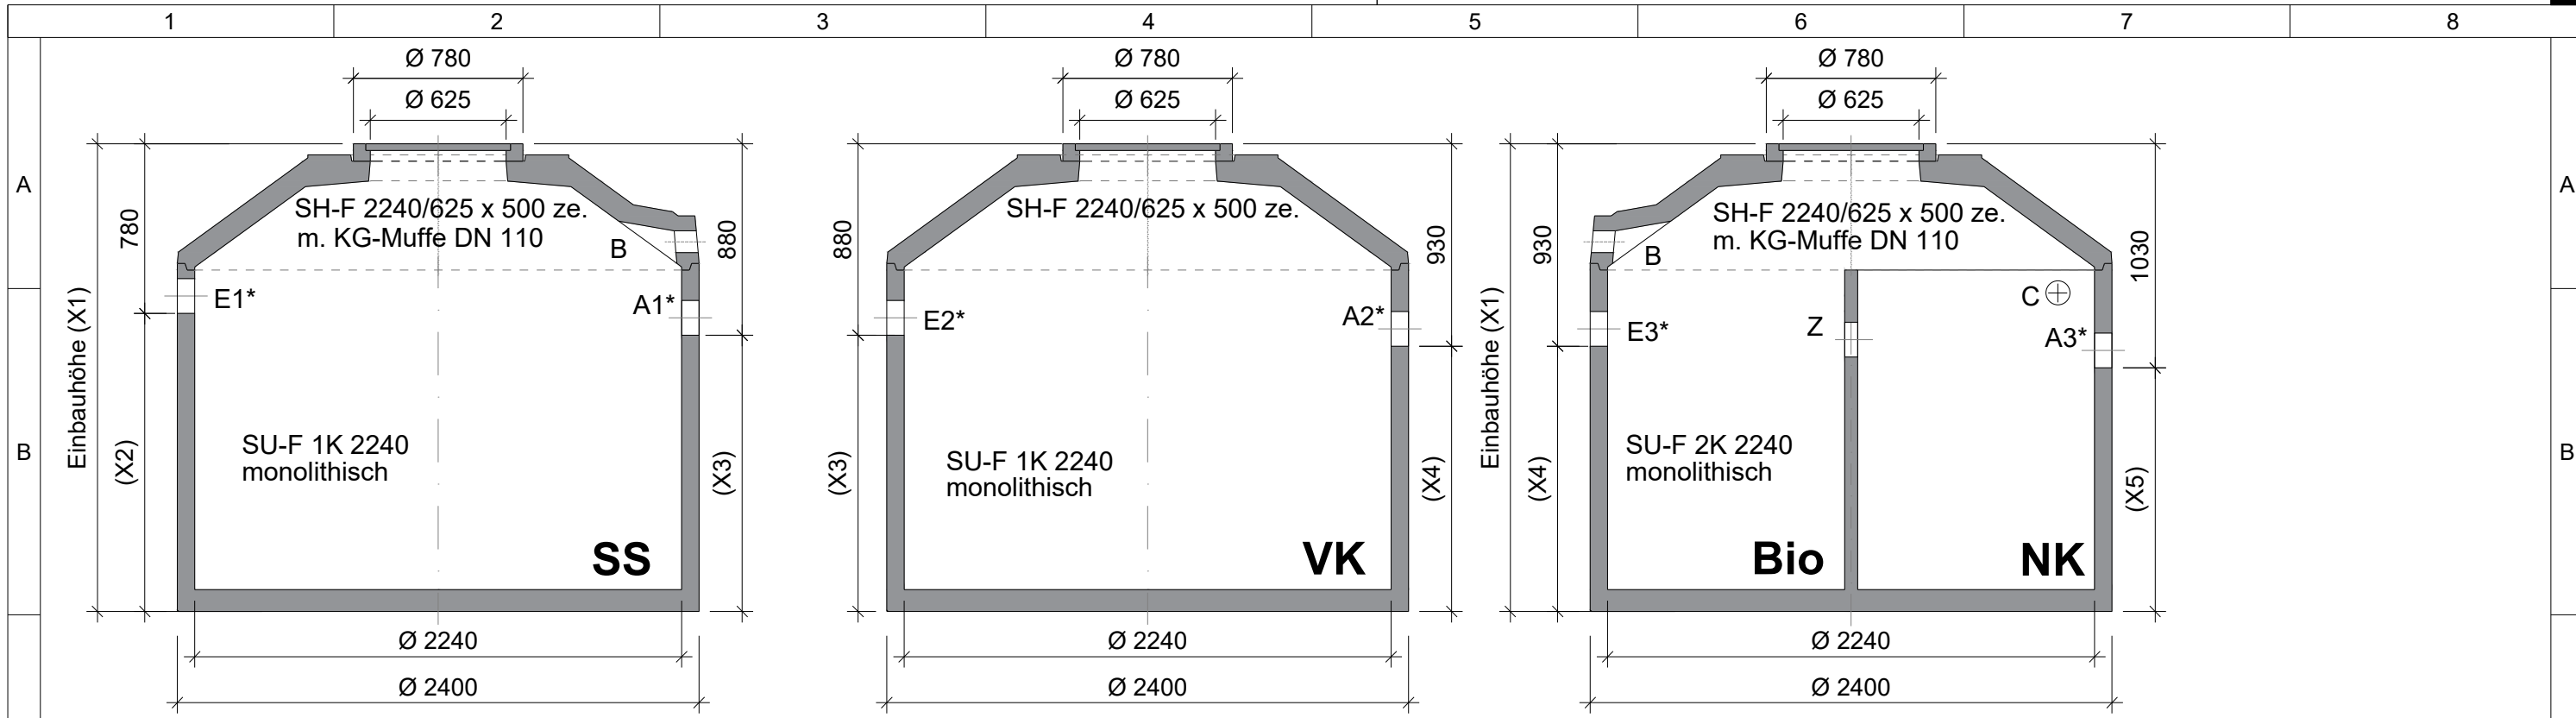 1 2 3 4 5 6 7 8
A
B
A
B
Ø 780
Ø 625
SH-F 2240/625 x 500 ze.
m. KG-Muffe DN 110
B
780
880
Einbauhöhe (X1)
(X2)
(X3)
E1*
A1*
SU-F 1K 2240
monolithisch
SS
Ø 2240
Ø 2400
Ø 780
Ø 625
SH-F 2240/625 x 500 ze.
880
930
E2*
A2*
(X3)
(X4)
SU-F 1K 2240
monolithisch
VK
Ø 2240
Ø 2400
Ø 780
Ø 625
SH-F 2240/625 x 500 ze.
m. KG-Muffe DN 110
B
930
1030
Einbauhöhe (X1)
(X4)
(X5)
E3*
Z
C
A3*
SU-F 2K 2240
monolithisch
Bio
NK
Ø 2240
Ø 2400